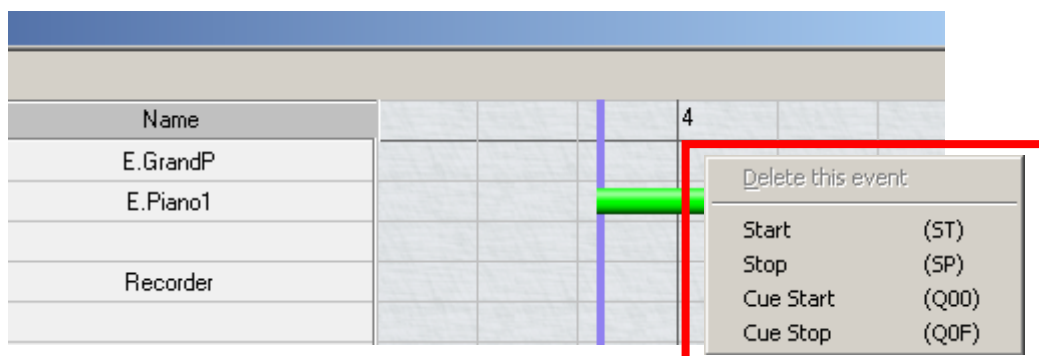 Name
4
E.GrandP
E.Piano1
Recorder
Delete this event
Start (ST)
Stop (SP)
Cue Start (Q00)
Cue Stop (Q0F)